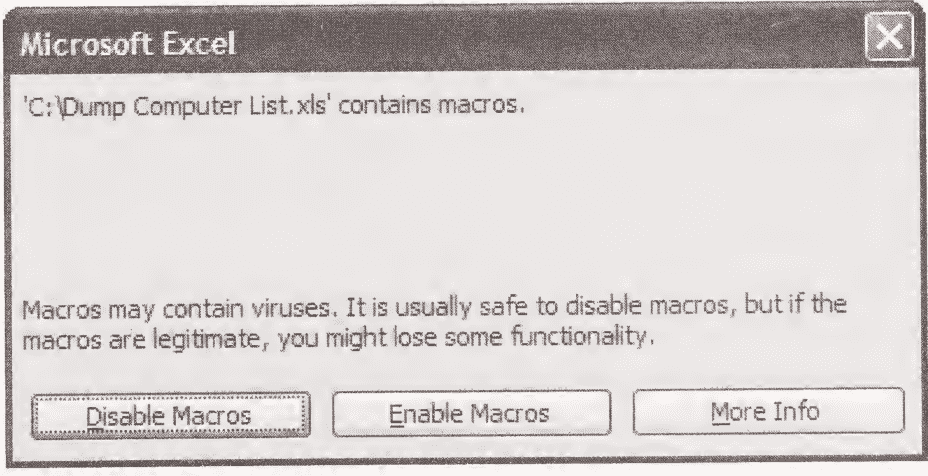 Microsoft Excel
'C:\Dump Computer List.xls' contains macros.
Macros may contain viruses. It is usually safe to disable macros, but if the
macros are legitimate, you might lose some functionality.
Disable Macros
Enable Macros
More Info